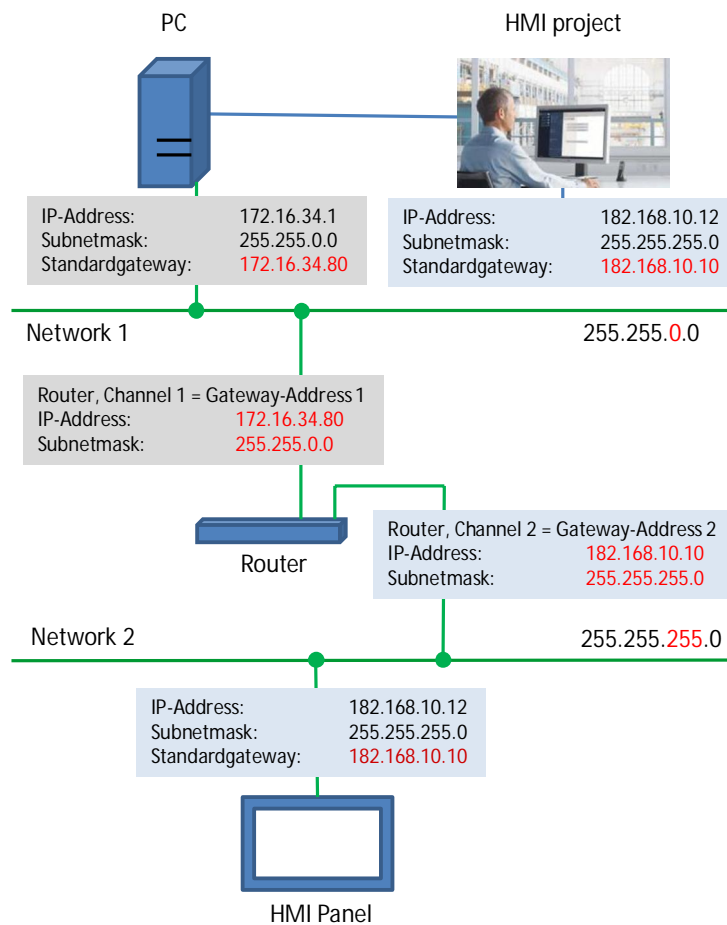 PC
HMI project
IP-Address: 172.16.34.1
Subnetmask: 255.255.0.0
Standardgateway: 172.16.34.80
IP-Address: 182.168.10.12
Subnetmask: 255.255.255.0
Standardgateway: 182.168.10.10
Network 1 255.255.0.0
Router, Channel 1 = Gateway-Address 1
IP-Address: 172.16.34.80
Subnetmask: 255.255.0.0
Router
Router, Channel 2 = Gateway-Address 2
IP-Address: 182.168.10.10
Subnetmask: 255.255.255.0
Network 2 255.255.255.0
IP-Address: 182.168.10.12
Subnetmask: 255.255.255.0
Standardgateway: 182.168.10.10
HMI Panel